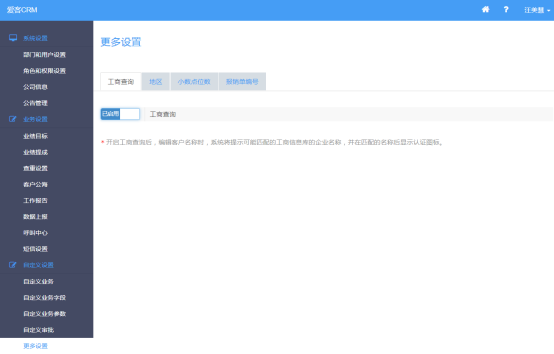 爱客CRM
?
汪美慧
系统设置
部门和用户设置
角色和权限设置
公司信息
公告管理
业务设置
业绩目标
业绩提成
查重设置
客户公海
工作报告
数据上报
呼叫中心
短信设置
自定义设置
自定义业务
自定义业务字段
自定义业务参数
自定义审批
更多设置
更多设置
工商查询 地区 小数点位数 报销单编号
已启用 工商查询
* 开启工商查询后，编辑客户名称时，系统将提示可能匹配的工商信息库的企业名称，并在匹配的名称后显示认证图标。